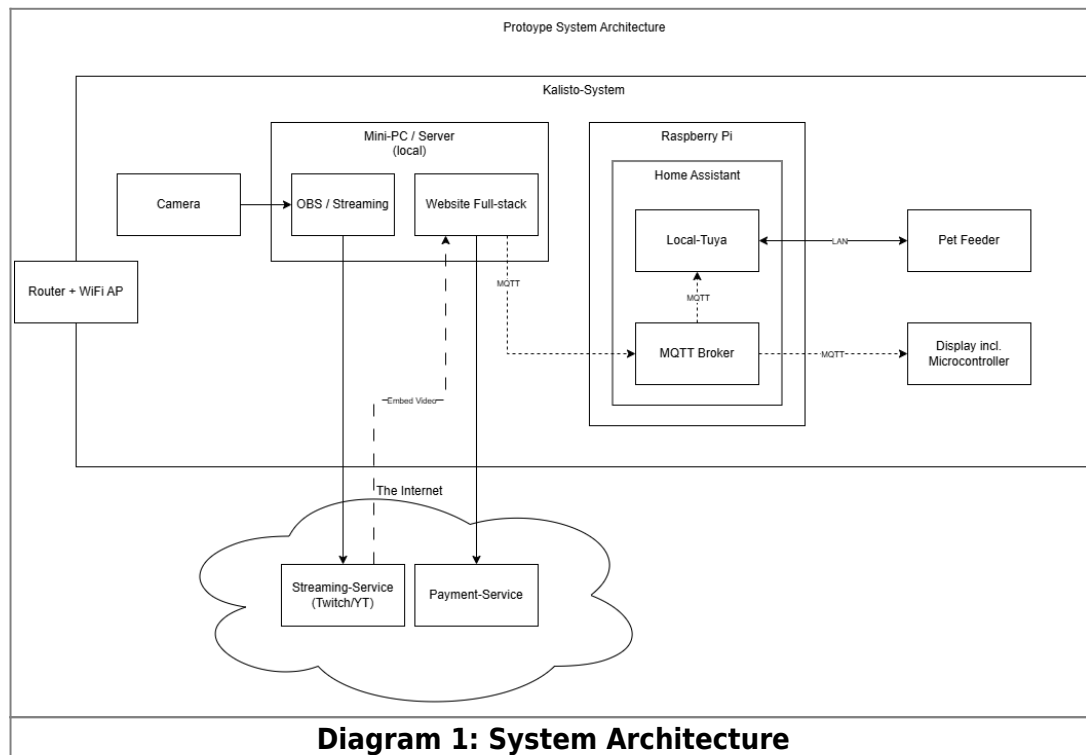 Protoype System Architecture
Kalisto-System
Mini-PC / Server
(local)
Raspberry Pi
Home Assistant
Camera
OBS / Streaming
Website Full-stack
Local-Tuya
LAN
Pet Feeder
Router + WiFi AP
MQTT
MQTT
MQTT Broker
MQTT
Display incl.
Microcontroller
Embed Video
The Internet
Streaming-Service
(Twitch/YT)
Payment-Service
Diagram 1: System Architecture